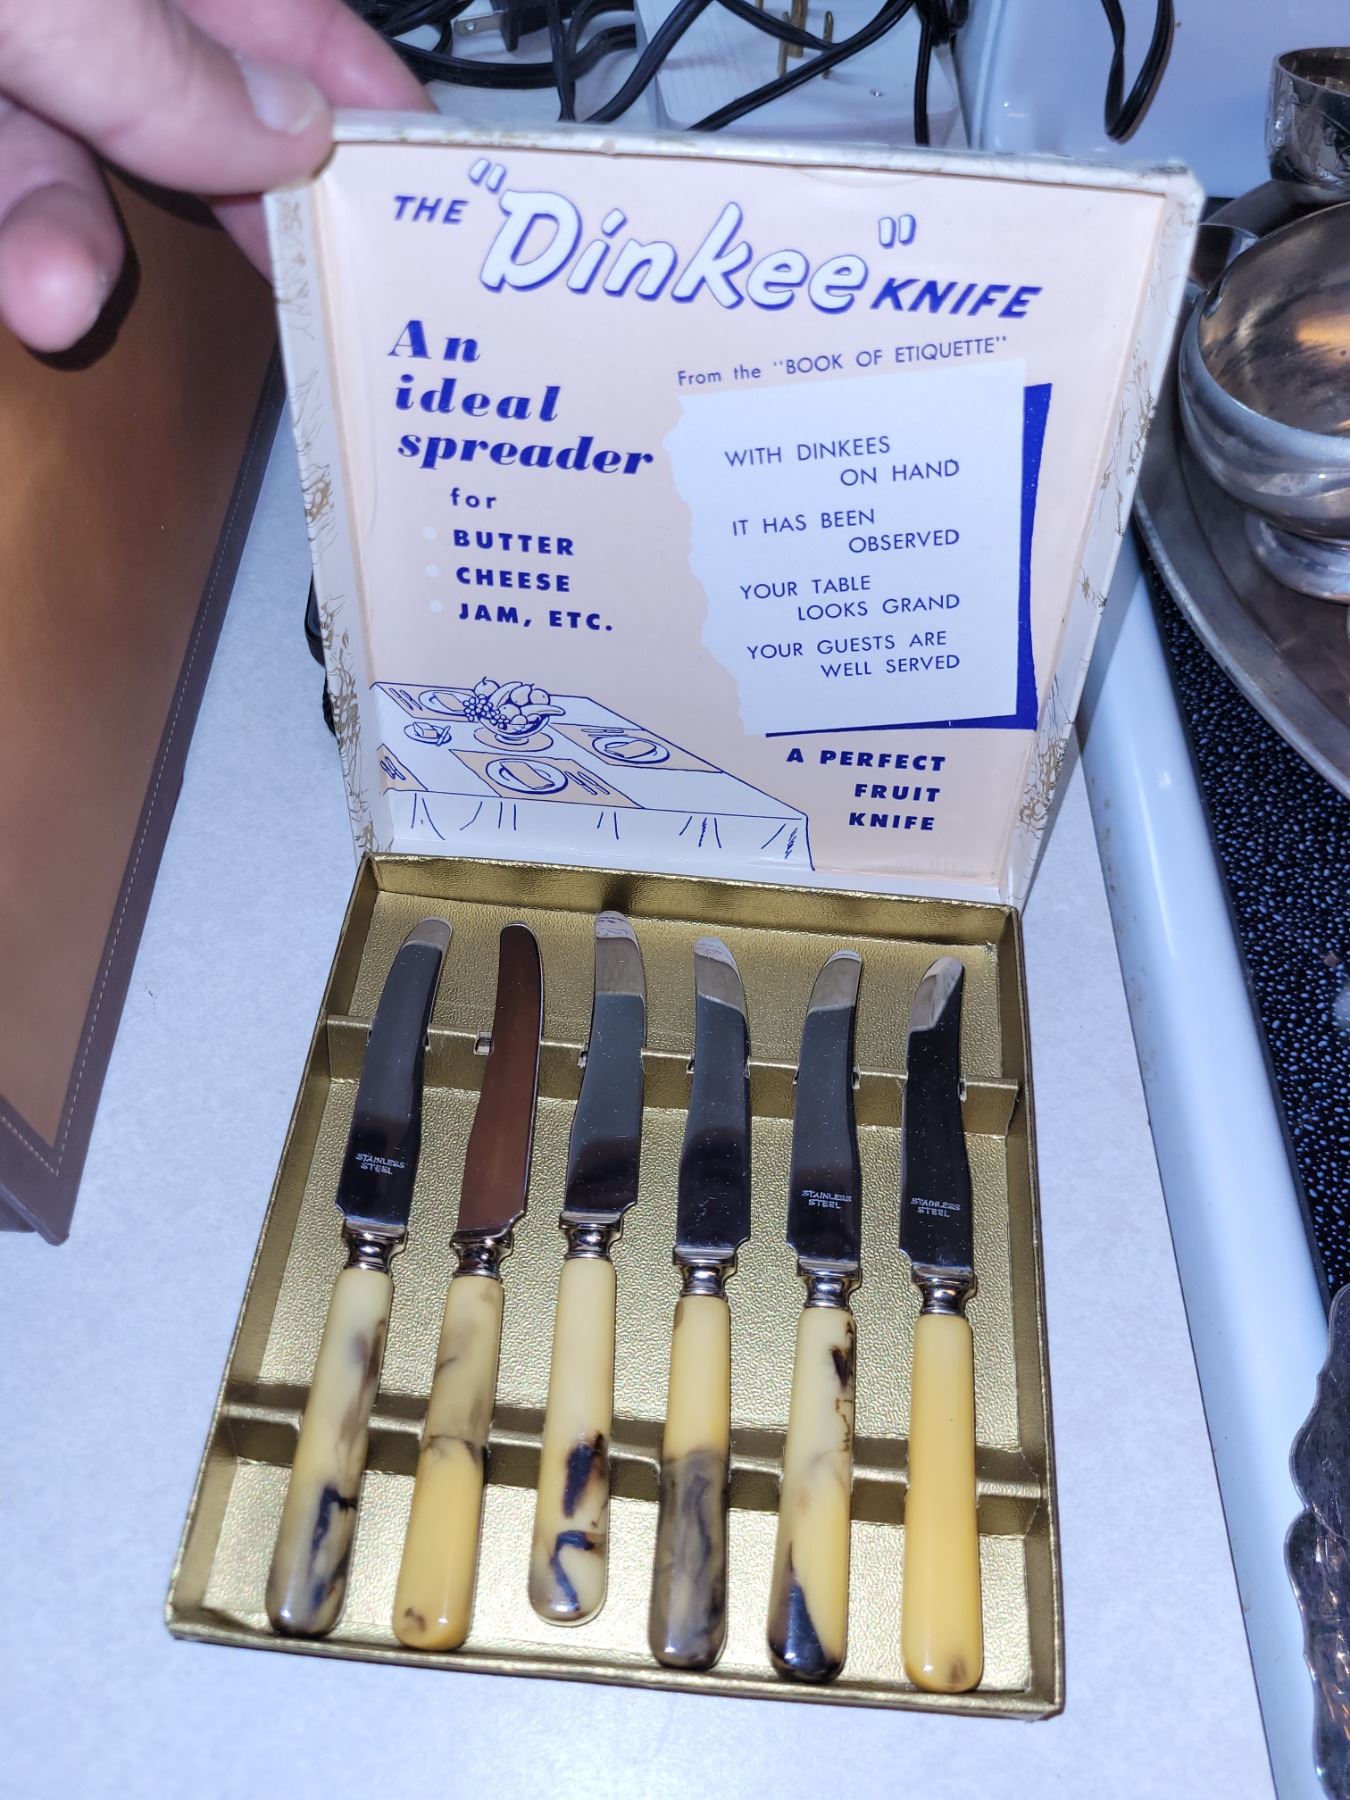 THE "Dinkee" KNIFE
An
ideal
spreader
for
BUTTER
CHEESE
JAM, ETC.
From the "BOOK OF ETIQUETTE"
WITH DINKEES
ON HAND
IT HAS BEEN
OBSERVED
YOUR TABLE
LOOKS GRAND
YOUR GUESTS ARE
WELL SERVED
A PERFECT
FRUIT
KNIFE
STAINLESS
STEEL
STAINLESS
STEEL
STAINLESS
STEEL